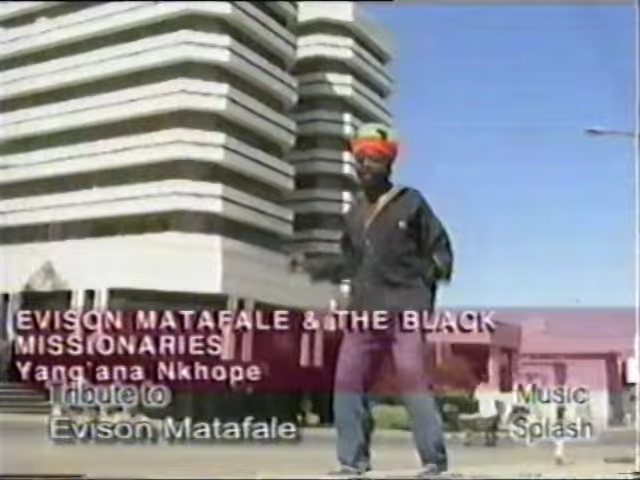 EVISON MATAFALE & THE BLACK
MISSIONARIES
Yang'ana Nkhope
Tribute to
Evison Matafale
Music
Splash